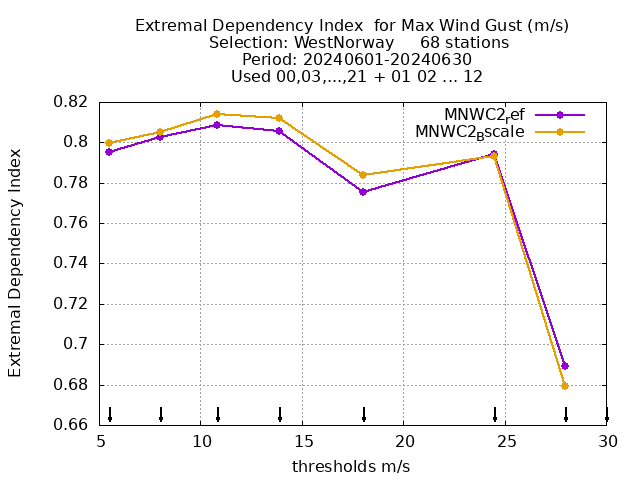 Extremal Dependency Index  for Max Wind Gust (m/s)
Selection: WestNorway     68 stations
Period: 20240601-20240630
Used 00,03,...,21 + 01 02 ... 12
Extremal Dependency Index
0.82
0.8
0.78
0.76
0.74
0.72
0.7
0.68
0.66
MNWC2ref
MNWC2Bscale
5 10 15 20 25 30
thresholds m/s